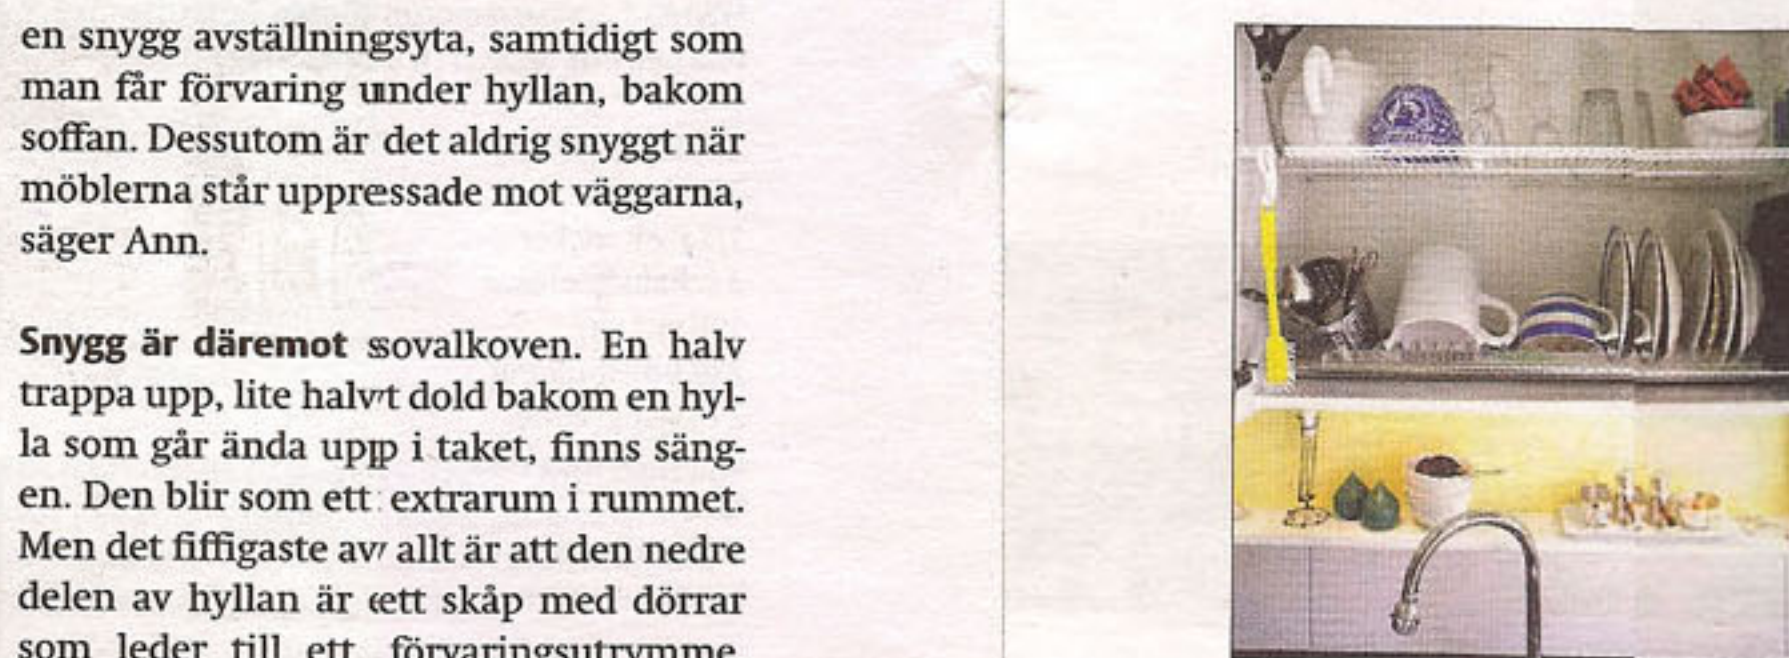 en snygg avställningsyta, samtidigt som
man får förvaring under hyllan, bakom
soffan. Dessutom är det aldrig snyggt när
möblerna står uppressade mot väggarna,
säger Ann.
Snygg är däremot sovalkoven. En halv
trappa upp, lite halvt dold bakom en hyl-
la som går ända upp i taket, finns säng-
en. Den blir som ett extrarum i rummet.
Men det fiffigaste av allt är att den nedre
delen av hyllan är ett skåp med dörrar
som leder till ett förvaringsutrymme